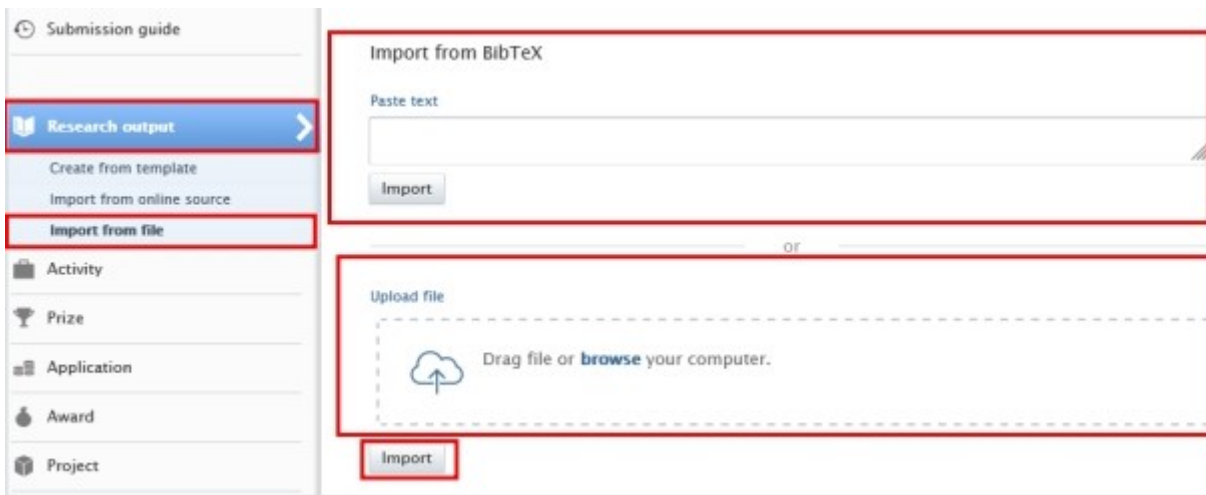 Submission guide
Research output
Create from template
Import from online source
Import from file
Activity
Prize
Application
Award
Project
Import from BibTeX
Paste text
Import
or
Upload file
Drag file or browse your computer.
Import